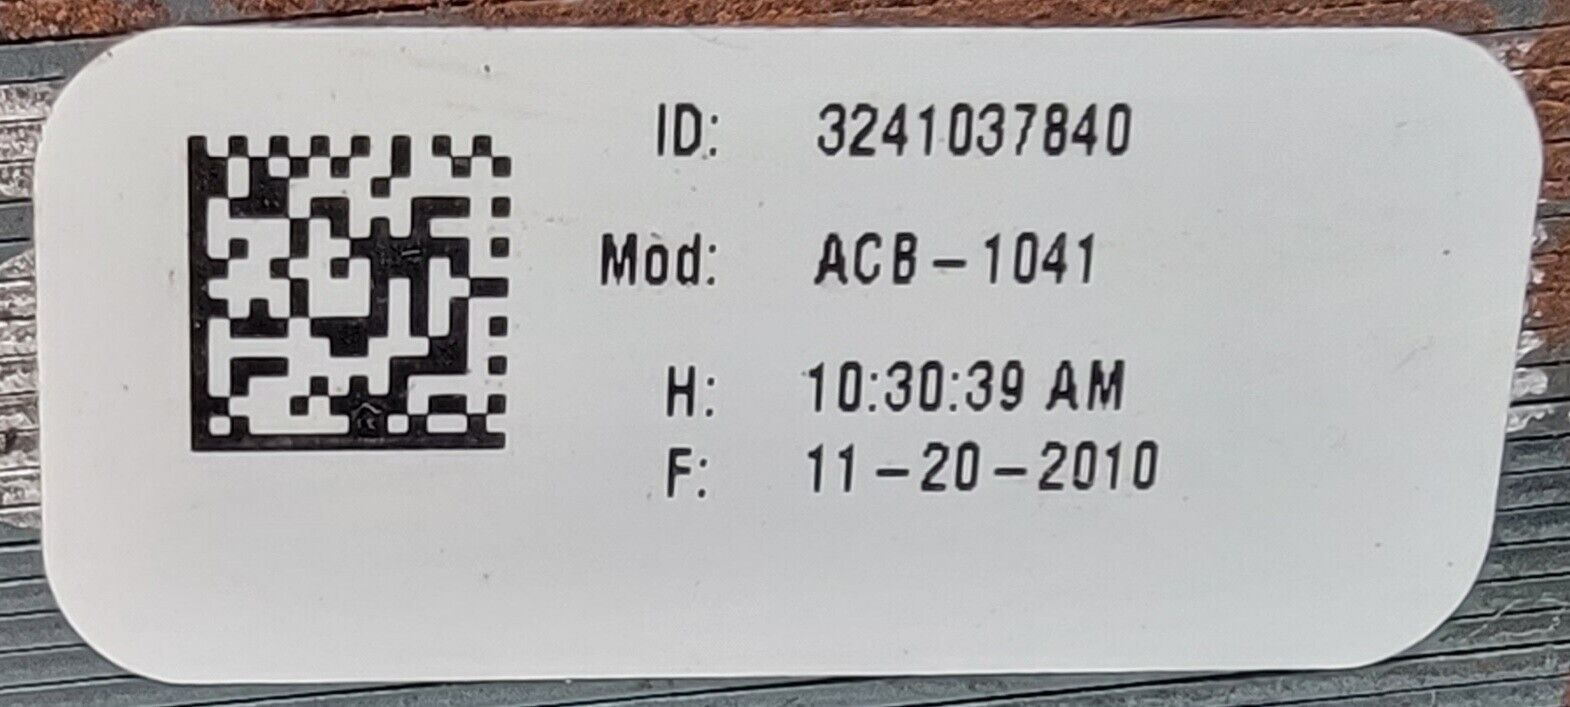 ID: 3241037840
Mod: ACB-1041
H: 10:30:39 AM
F: 11-20-2010